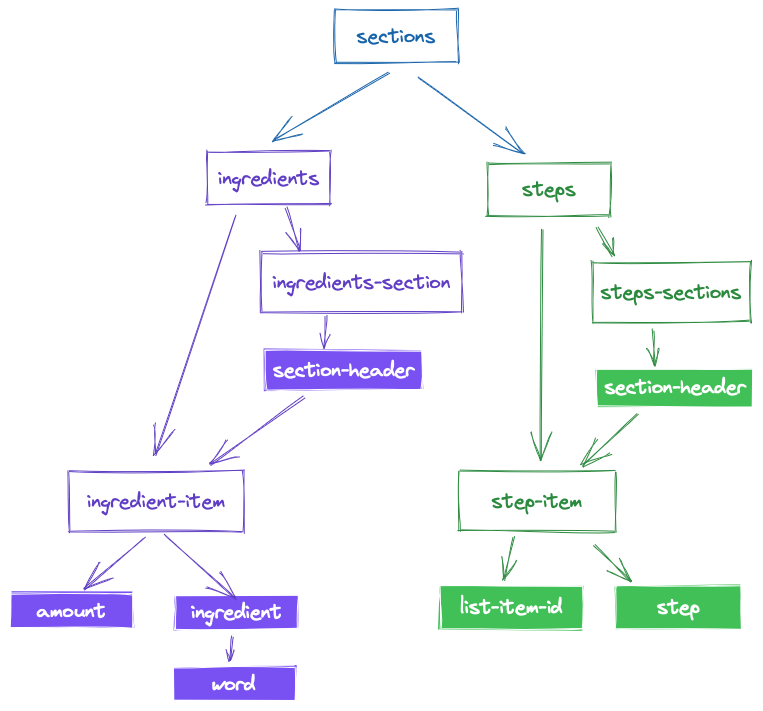 sections
ingredients
steps
ingredients-section
steps-sections
section-header
section-header
ingredient-item
step-item
amount
ingredient
list-item-id
step
word